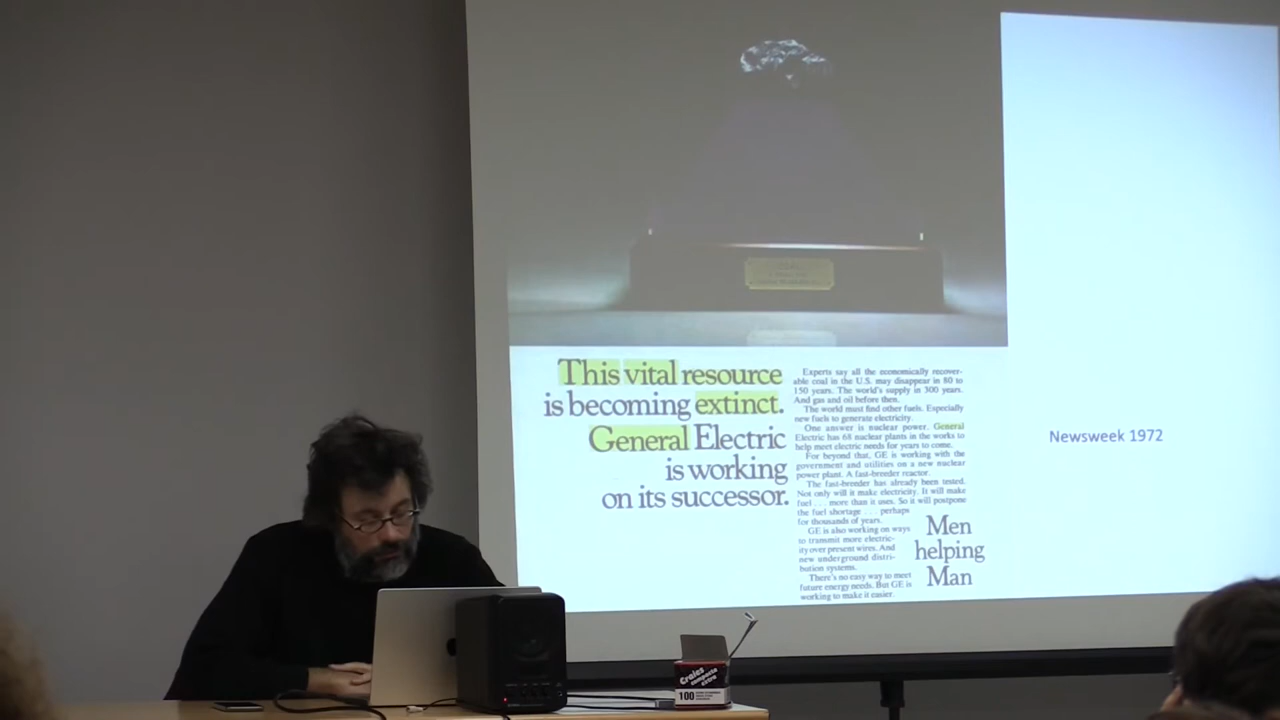 This vital resource
is becoming extinct.
General Electric
is working
on its successor.
Experts say all the economically recover-
able coal in the U.S. may disappear in 80 to
150 years. The world's supply in 300 years.
And gas and oil before then.
The world must find other fuels. Especially
new fuels to generate electricity.
One answer is nuclear power. General
Electric has 68 nuclear plants in the works to
help meet electric needs for years to come.
For beyond that, GE is working with the
government and utilities on a new nuclear
power plant. A fast-breeder reactor.
The fast-breeder has already been tested.
Not only will it make electricity. It will make
fuel . . . more than it uses. So it will postpone
the fuel shortage . . . perhaps
for thousands of years.
GE is also working on ways
to transmit more electric-
ity over present wires. And
new underground distri-
bution systems.
There's no easy way to meet
future energy needs. But GE is
working to make it easier.
Men
helping
Man
Newsweek 1972
Craies
100